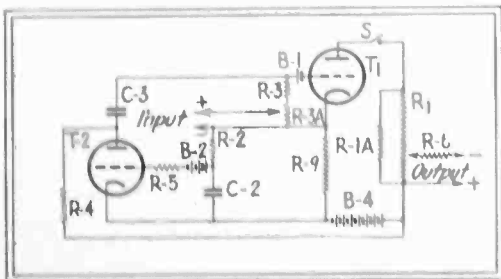 S
B-1
T1
C-3
R-3
+
Input
R-3A
R1
T-2
B-2
R-2
R-1A
R-6
-
R-9
Output
+
R-5
C-2
B-4
R-4